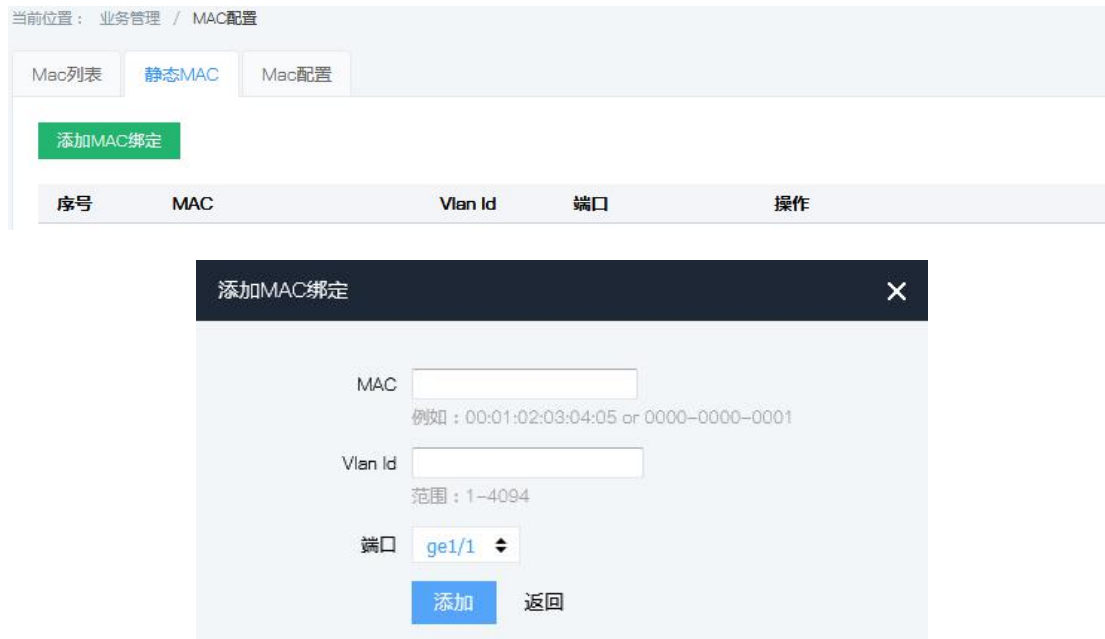 当前位置： 业务管理 / MAC配置
Mac列表 静态MAC Mac配置
添加MAC绑定
序号 MAC Vlan Id 端口 操作
添加MAC绑定
MAC
例如：00:01:02:03:04:05 or 0000-0000-0001
Vlan Id
范围：1-4094
端口 ge1/1
添加 返回